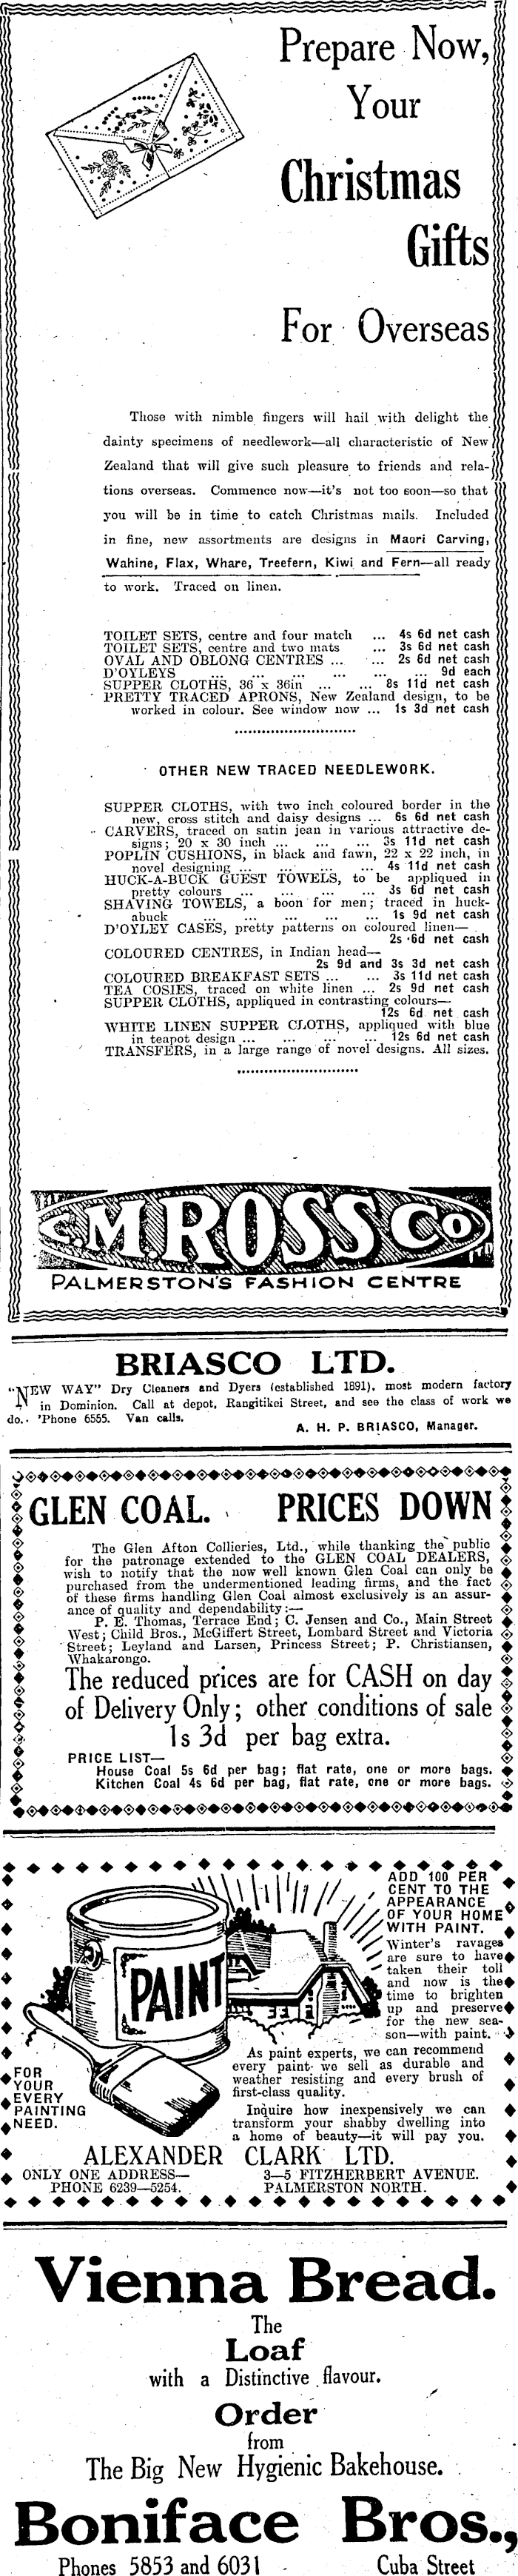 Prepare Now,
Your
Christmas
Gifts
For Overseas
Those with nimble fingers will hail with delight the
dainty specimens of needlework—all characteristic of New
Zealand that will give such pleasure to friends and rela-
tions overseas. Commence now—it's not too soon—so that
you will be in time to catch Christmas mails. Included
in fine, new assortments are designs in Maori Carving,
Wahine, Flax, Whare, Treefern, Kiwi and Fern—all ready
to work. Traced on linen.
TOILET SETS, centre and four match ... 4s 6d net cash
TOILET SETS, centre and two mats ... 3s 6d net cash
OVAL AND OBLONG CENTRES ... ... 2s 6d net cash
D'OYLEYS ... ... ... ... ... ... 9d each
SUPPER CLOTHS, 36 x 36in ... ... 8s 11d net cash
PRETTY TRACED APRONS, New Zealand design, to be
worked in colour. See window now ... 1s 3d net cash
OTHER NEW TRACED NEEDLEWORK.
SUPPER CLOTHS, with two inch coloured border in the
new, cross stitch and daisy designs ... 6s 6d net cash
CARVERS, traced on satin jean in various attractive de-
signs; 20 x 30 inch ... ... ... 3s 11d net cash
POPLIN CUSHIONS, in black and fawn, 22 x 22 inch, in
novel designing ... ... ... ... 4s 11d net cash
HUCK-A-BUCK GUEST TOWELS, to be appliqued in
pretty colours ... ... ... ... 3s 6d net cash
SHAVING TOWELS, a boon for men; traced in huck-
abuck ... ... ... ... ... 1s 9d net cash
D'OYLEY CASES, pretty patterns on coloured linen—
2s 6d net cash
COLOURED CENTRES, in Indian head—
2s 9d and 3s 3d net cash
COLOURED BREAKFAST SETS ... ... 3s 11d net cash
TEA COSIES, traced on white linen ... 2s 9d net cash
SUPPER CLOTHS, appliqued in contrasting colours—
12s 6d net cash
WHITE LINEN SUPPER CLOTHS, appliqued with blue
in teapot design ... ... ... ... 12s 6d net cash
TRANSFERS, in a large range of novel designs. All sizes.
C.M. ROSS Co
PALMERSTON'S FASHION CENTRE
BRIASCO LTD.
"NEW WAY" Dry Cleaners and Dyers (established 1891), most modern factory
in Dominion. Call at depot, Rangitikei Street, and see the class of work we
do. 'Phone 6555. Van calls.
A. H. P. BRIASCO, Manager.
GLEN COAL. PRICES DOWN
The Glen Afton Collieries, Ltd., while thanking the public
for the patronage extended to the GLEN COAL DEALERS,
wish to notify that the now well known Glen Coal can only be
purchased from the undermentioned leading firms, and the fact
of these firms handling Glen Coal almost exclusively is an assur-
ance of quality and dependability:—
P. E. Thomas, Terrace End; C. Jensen and Co., Main Street
West; Child Bros., McGiffert Street, Lombard Street and Victoria
Street; Leyland and Larsen, Princess Street; P. Christiansen,
Whakarongo.
The reduced prices are for CASH on day
of Delivery Only; other conditions of sale
1s 3d per bag extra.
PRICE LIST—
House Coal 5s 6d per bag; flat rate, one or more bags.
Kitchen Coal 4s 6d per bag, flat rate, one or more bags.
ADD 100 PER
CENT TO THE
APPEARANCE
OF YOUR HOME
WITH PAINT.
Winter's ravages
are sure to have
taken their toll
and now is the
time to brighten
up and preserve
for the new sea-
son—with paint.
PAINT
As paint experts, we can recommend
every paint we sell as durable and
weather resisting and every brush of
first-class quality.
Inquire how inexpensively we can
transform your shabby dwelling into
a home of beauty—it will pay you.
FOR
YOUR
EVERY
PAINTING
NEED.
ALEXANDER CLARK LTD.
ONLY ONE ADDRESS— 3—5 FITZHERBERT AVENUE.
PHONE 6239—5254. PALMERSTON NORTH.
Vienna Bread.
The
Loaf
with a Distinctive flavour.
Order
from
The Big New Hygienic Bakehouse.
Boniface Bros.,
Phones 5853 and 6031 - Cuba Street